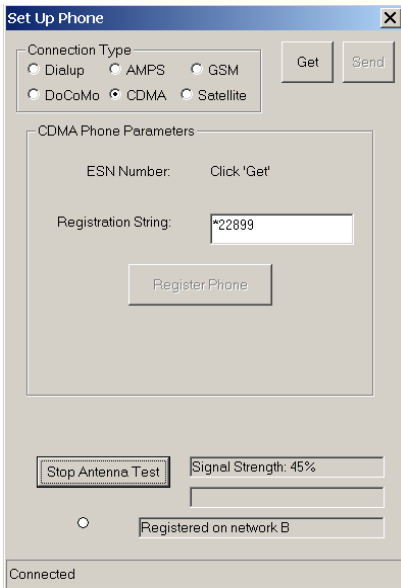 Set Up Phone
Connection Type
Dialup AMPS GSM
DoCoMo CDMA Satellite
Get Send
CDMA Phone Parameters
ESN Number: Click 'Get'
Registration String: *22899
Register Phone
Stop Antenna Test Signal Strength: 45%
Registered on network B
Connected